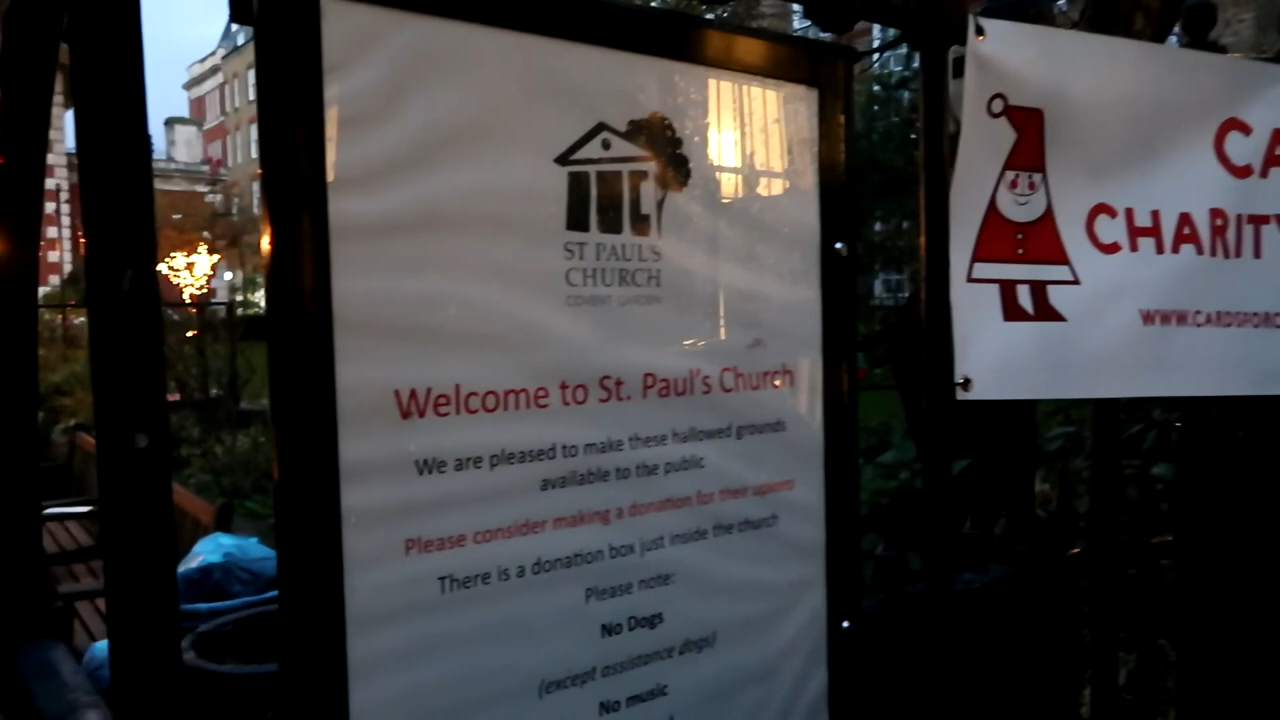 ST PAUL'S
CHURCH
COVENT GARDEN
Welcome to St. Paul's Church
We are pleased to make these hallowed grounds
available to the public
Please consider making a donation for their upkeep
There is a donation box just inside the church
Please note:
No Dogs
(except assistance dogs)
No music
CA
CHARITY
WWW.CARDSFORC